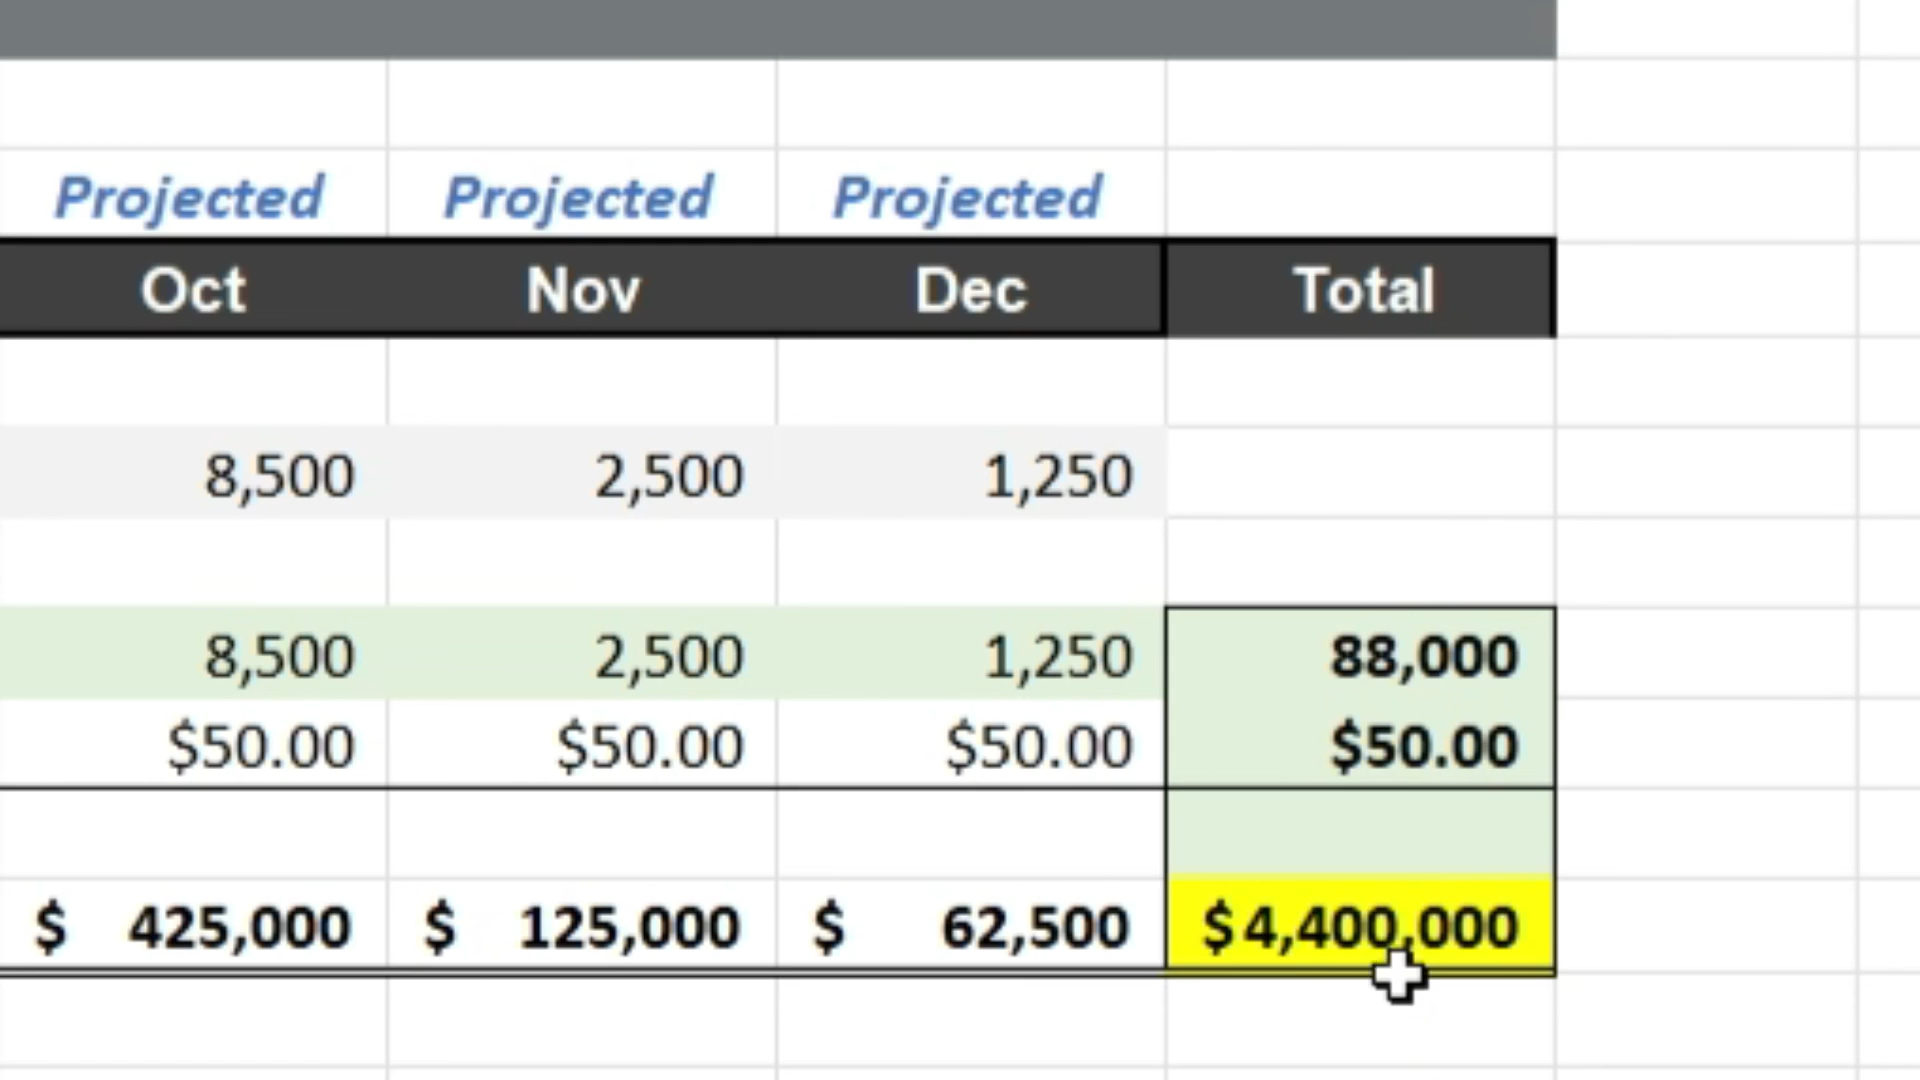 Projected Projected Projected
Oct Nov Dec Total
8,500 2,500 1,250
8,500 2,500 1,250 88,000
$50.00 $50.00 $50.00 $50.00
$ 425,000 $ 125,000 $ 62,500 $4,400,000